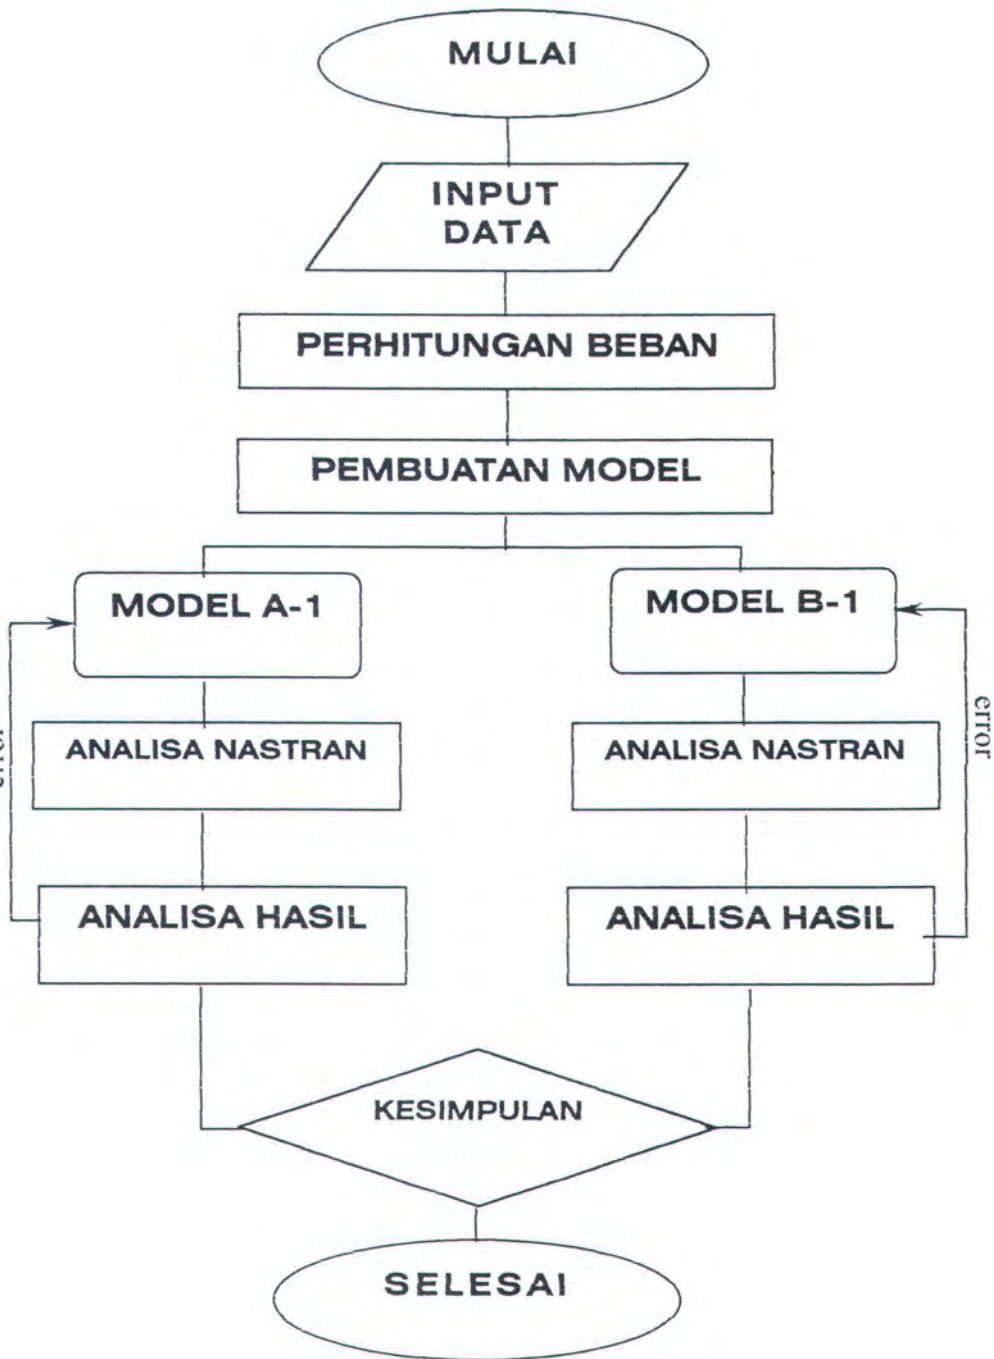 MULAI
INPUT
DATA
PERHITUNGAN BEBAN
PEMBUATAN MODEL
MODEL A-1
MODEL B-1
ANALISA NASTRAN
ANALISA NASTRAN
error
ANALISA HASIL
ANALISA HASIL
KESIMPULAN
SELESAI